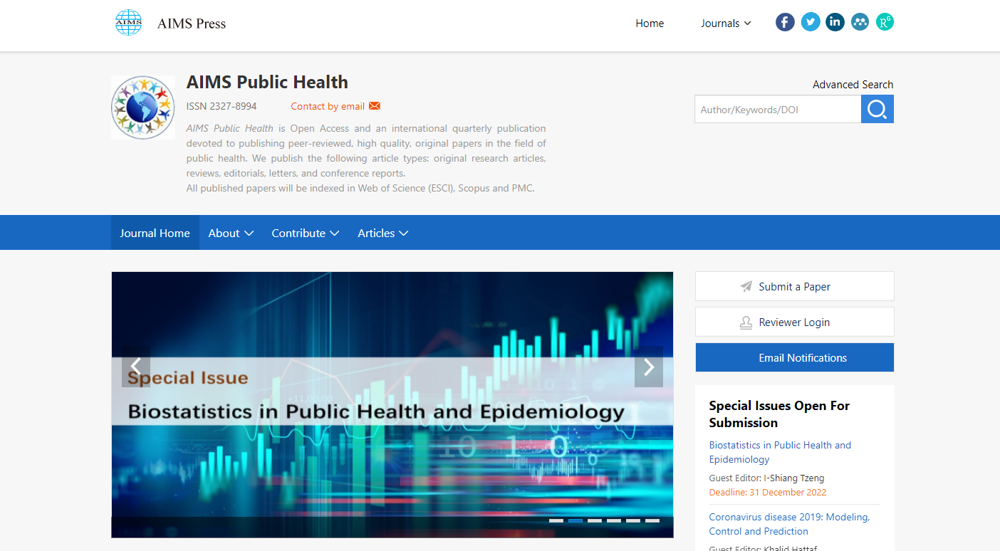 AIMS
AIMS Press
Home
Journals
AIMS Public Health
ISSN 2327-8994
Contact by email
AIMS Public Health is Open Access and an international quarterly publication
devoted to publishing peer-reviewed, high quality, original papers in the field of
public health. We publish the following article types: original research articles,
reviews, editorials, letters, and conference reports.
All published papers will be indexed in Web of Science (ESCI), Scopus and PMC.
Advanced Search
Author/Keywords/DOI
Journal Home
About
Contribute
Articles
Special Issue
Biostatistics in Public Health and Epidemiology
+11,00.00
10 1 0
Submit a Paper
Reviewer Login
Email Notifications
Special Issues Open For
Submission
Biostatistics in Public Health and
Epidemiology
Guest Editor: I-Shiang Tzeng
Deadline: 31 December 2022
Coronavirus disease 2019: Modeling,
Control and Prediction
Guest Editor: Khalid Hattaf